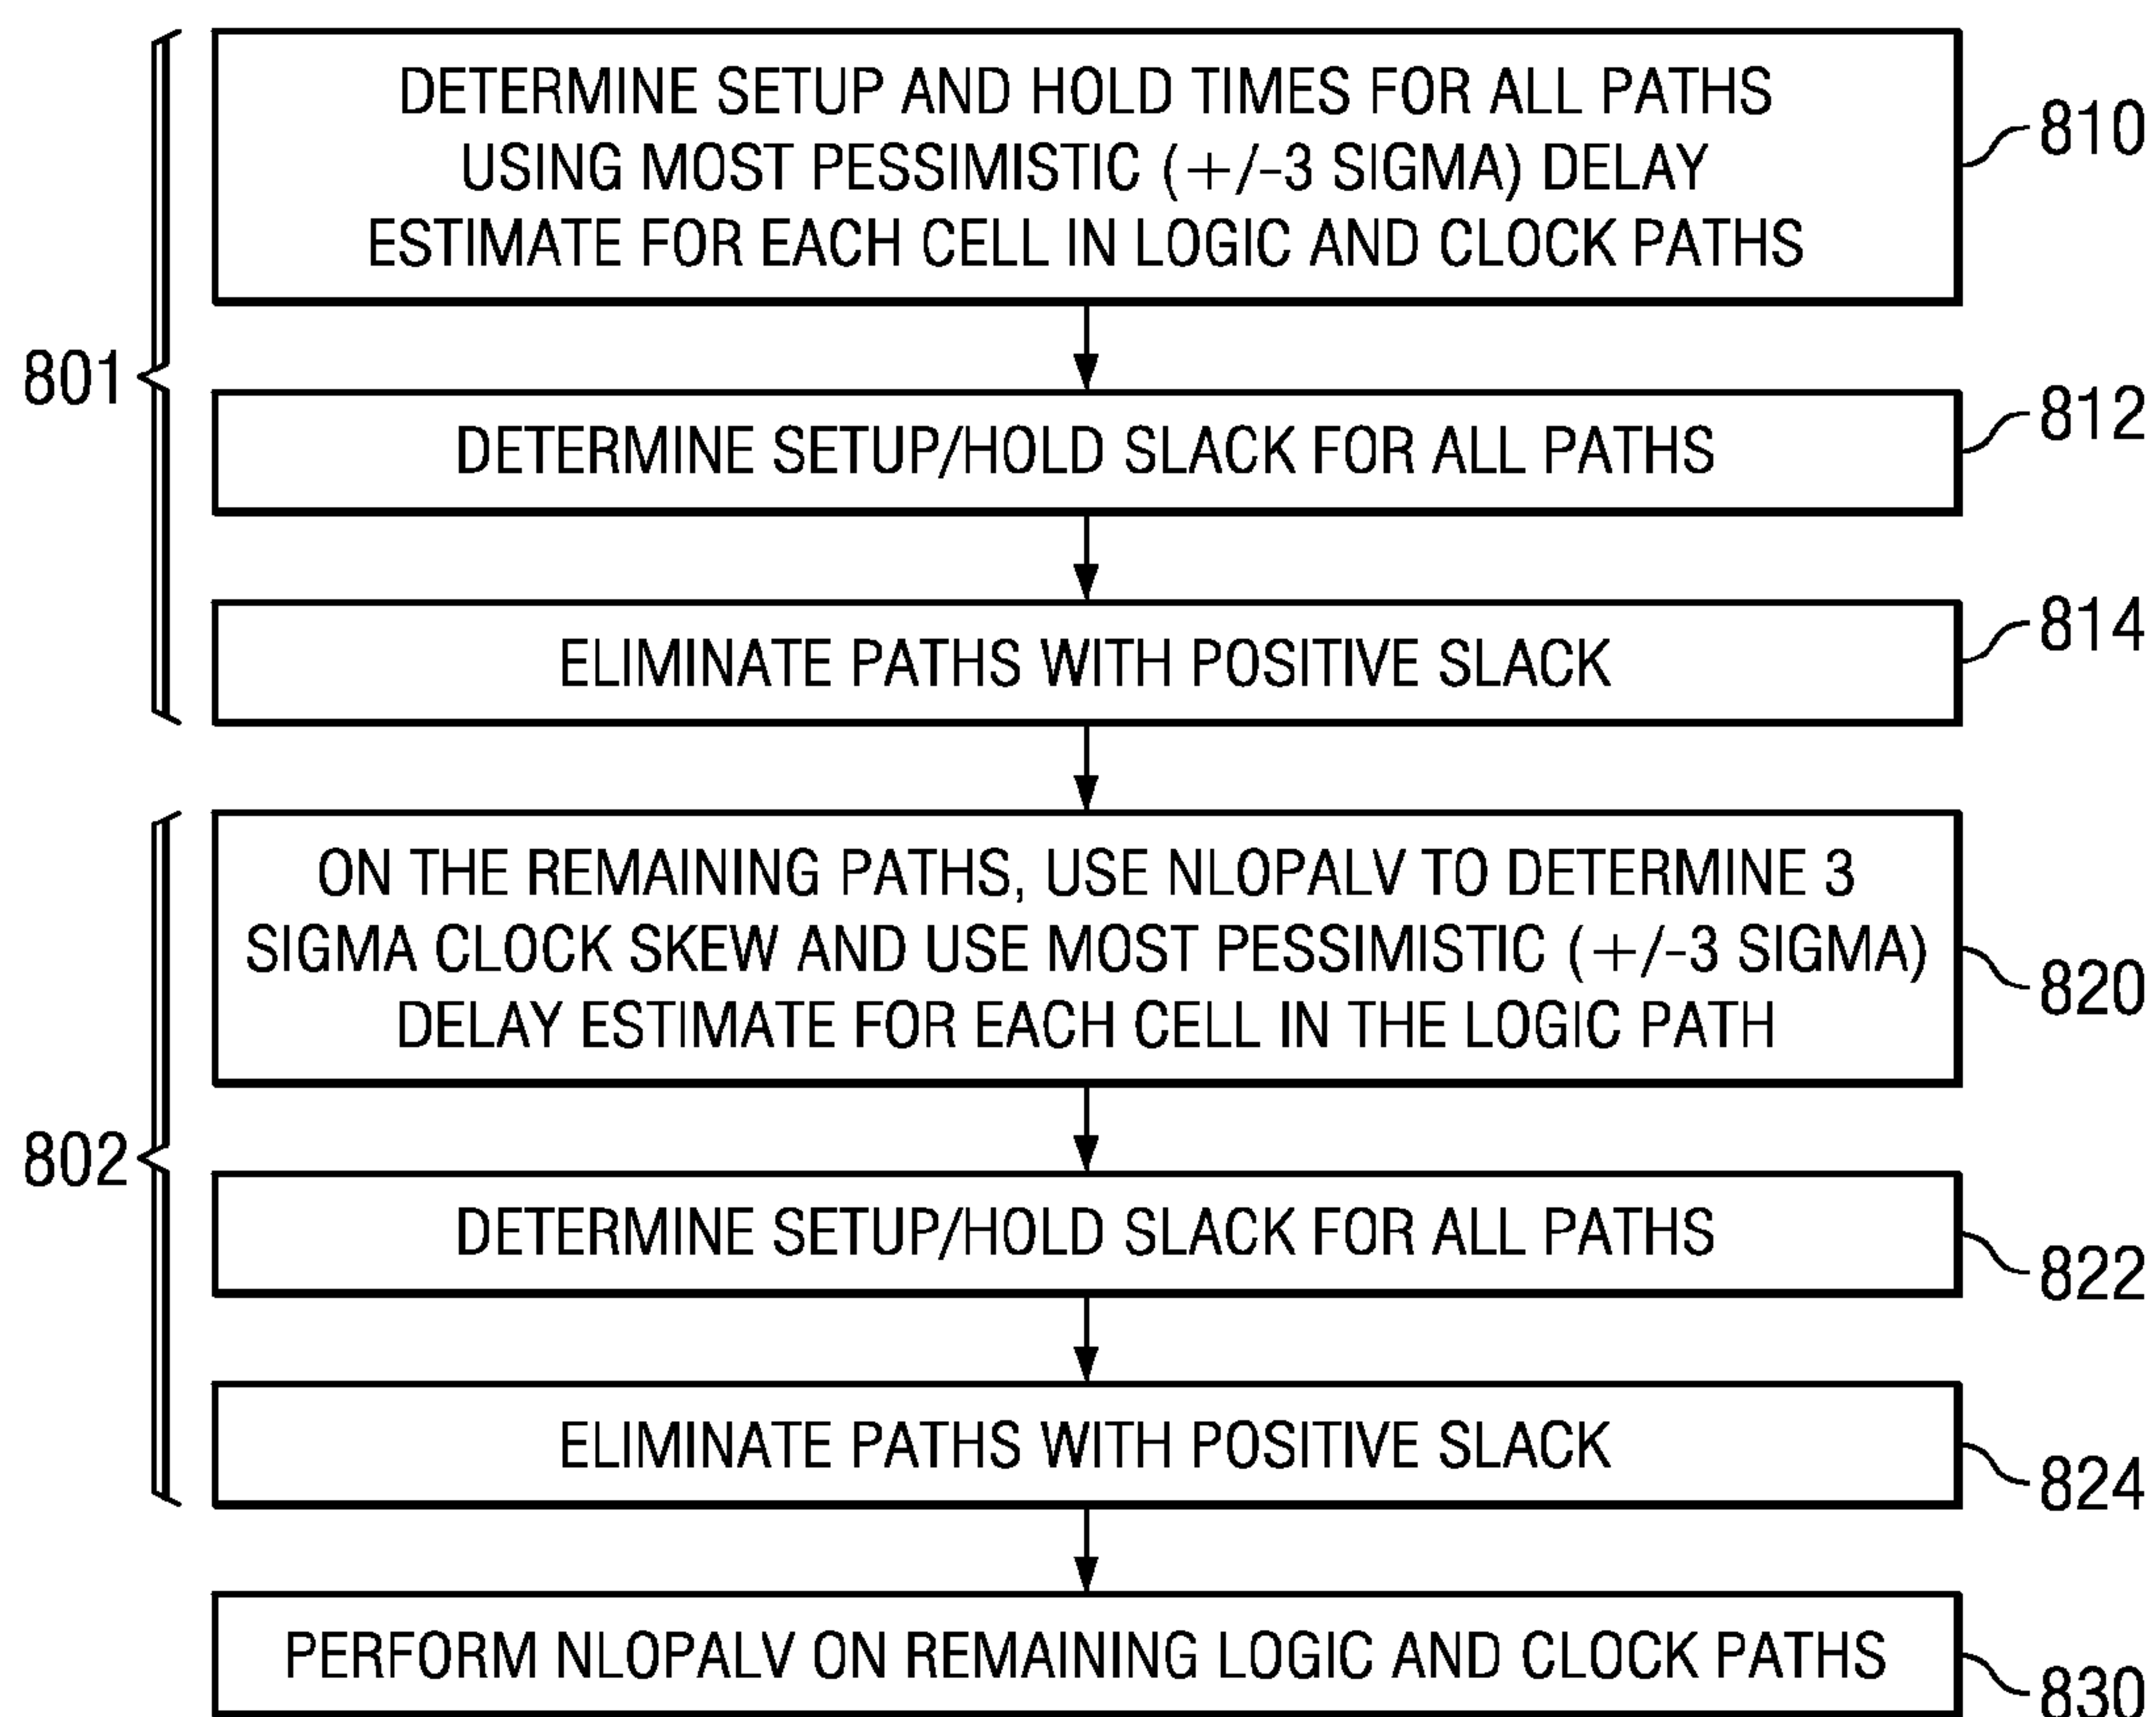 DETERMINE SETUP AND HOLD TIMES FOR ALL PATHS
USING MOST PESSIMISTIC (+/-3 SIGMA) DELAY
ESTIMATE FOR EACH CELL IN LOGIC AND CLOCK PATHS
810
801
DETERMINE SETUP/HOLD SLACK FOR ALL PATHS
812
ELIMINATE PATHS WITH POSITIVE SLACK
814
ON THE REMAINING PATHS, USE NLOPALV TO DETERMINE 3
SIGMA CLOCK SKEW AND USE MOST PESSIMISTIC (+/-3 SIGMA)
DELAY ESTIMATE FOR EACH CELL IN THE LOGIC PATH
820
802
DETERMINE SETUP/HOLD SLACK FOR ALL PATHS
822
ELIMINATE PATHS WITH POSITIVE SLACK
824
PERFORM NLOPALV ON REMAINING LOGIC AND CLOCK PATHS
830